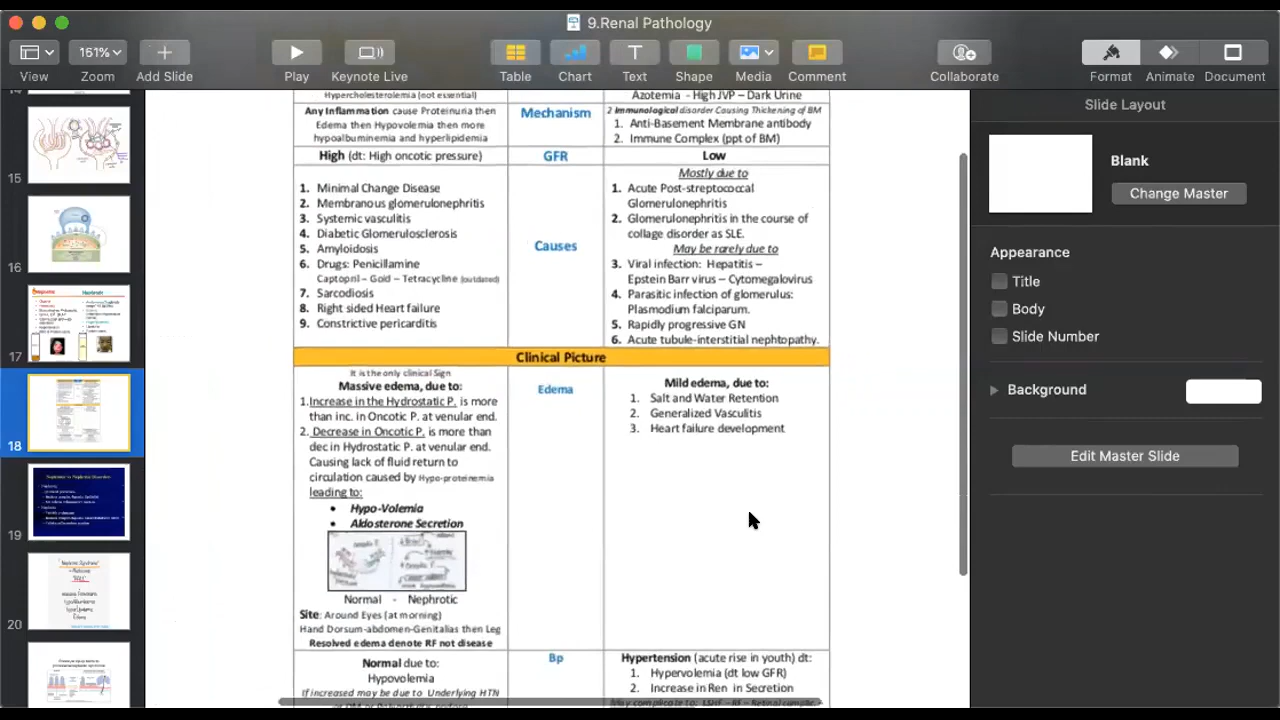 9.Renal Pathology
161%
View
Zoom
Add Slide
Play
Keynote Live
Table
Chart
Text
Shape
Media
Comment
Collaborate
Format
Animate
Document
15
16
17
18
19
20
Hypercholesterolemia (not essential)
Azotemia - High JVP – Dark Urine
Any Inflammation cause Proteinuria then
Edema then Hypovolemia then more
hypoalbuminemia and hyperlipidemia
Mechanism
2 Immunological disorder Causing Thickening of BM
1. Anti-Basement Membrane antibody
2. Immune Complex (ppt of BM)
High (dt: High oncotic pressure)
GFR
Low
1. Minimal Change Disease
2. Membranous glomerulonephritis
3. Systemic vasculitis
4. Diabetic Glomerulosclerosis
5. Amyloidosis
6. Drugs: Penicillamine
Captopril – Gold – Tetracycline (outdated)
7. Sarcodiosis
8. Right sided Heart failure
9. Constrictive pericarditis
Causes
Mostly due to
1. Acute Post-streptococcal
Glomerulonephritis
2. Glomerulonephritis in the course of
collage disorder as SLE.
May be rarely due to
3. Viral infection: Hepatitis –
Epstein Barr virus – Cytomegalovirus
4. Parasitic infection of glomerulus:
Plasmodium falciparum.
5. Rapidly progressive GN
6. Acute tubule-interstitial nephtopathy.
Clinical Picture
It is the only clinical Sign
Massive edema, due to:
1.Increase in the Hydrostatic P. is more
than inc. in Oncotic P. at venular end.
2. Decrease in Oncotic P. is more than
dec in Hydrostatic P. at venular end.
Causing lack of fluid return to
circulation caused by Hypo-proteinemia
leading to:
• Hypo-Volemia
• Aldosterone Secretion
Normal - Nephrotic
Site: Around Eyes (at morning)
Hand Dorsum-abdomen-Genitalias then Leg
Resolved edema denote RF not disease
Edema
Mild edema, due to:
1. Salt and Water Retention
2. Generalized Vasculitis
3. Heart failure development
Normal due to:
Hypovolemia
If increased may be due to Underlying HTN
Bp
Hypertension (acute rise in youth) dt:
1. Hypervolemia (dt low GFR)
2. Increase in Ren in Secretion
Slide Layout
Blank
Change Master
Appearance
Title
Body
Slide Number
Background
Edit Master Slide